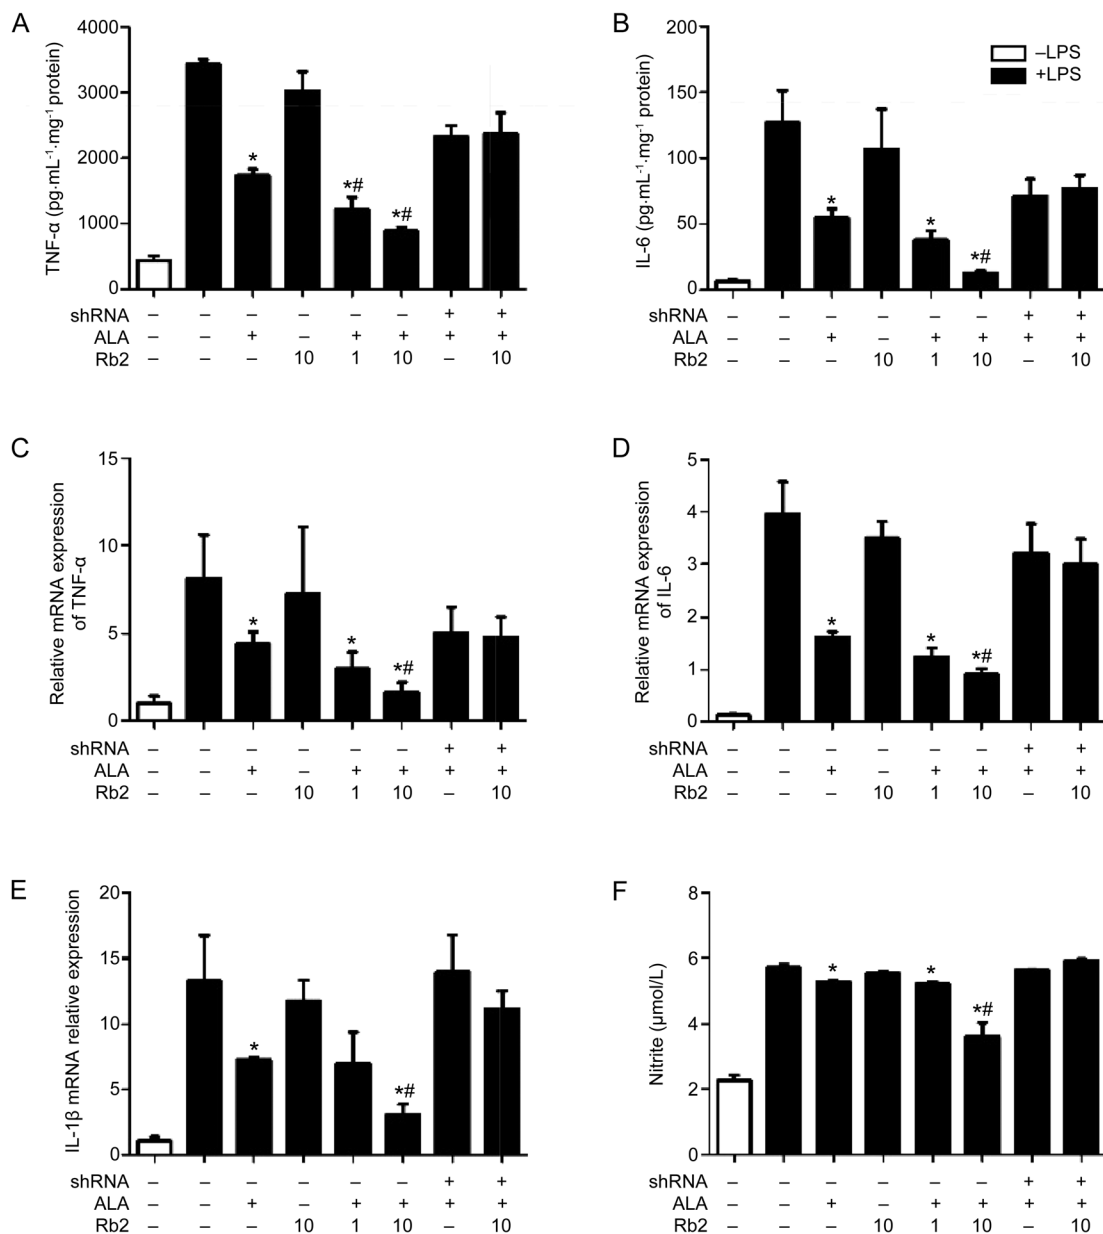 A
TNF-α (pg·mL⁻¹·mg⁻¹ protein)
4000
3000
2000
1000
0
*
*#
*#
shRNA – – – – – – + +
ALA – – + – + + + +
Rb2 – – – 10 1 10 – 10
B
IL-6 (pg·mL⁻¹·mg⁻¹ protein)
200
150
100
50
0
–LPS
+LPS
*
*
*#
shRNA – – – – – – + +
ALA – – + – + + + +
Rb2 – – – 10 1 10 – 10
C
Relative mRNA expression
of TNF-α
15
10
5
0
*
*
*#
shRNA – – – – – – + +
ALA – – + – + + + +
Rb2 – – – 10 1 10 – 10
D
Relative mRNA expression
of IL-6
5
4
3
2
1
0
*
*
*#
shRNA – – – – – – + +
ALA – – + – + + + +
Rb2 – – – 10 1 10 – 10
E
IL-1β mRNA relative expression
20
15
10
5
0
*
*#
shRNA – – – – – – + +
ALA – – + – + + + +
Rb2 – – – 10 1 10 – 10
F
Nitrite (μmol/L)
8
6
4
2
0
*
*
*#
shRNA – – – – – – + +
ALA – – + – + + + +
Rb2 – – – 10 1 10 – 10